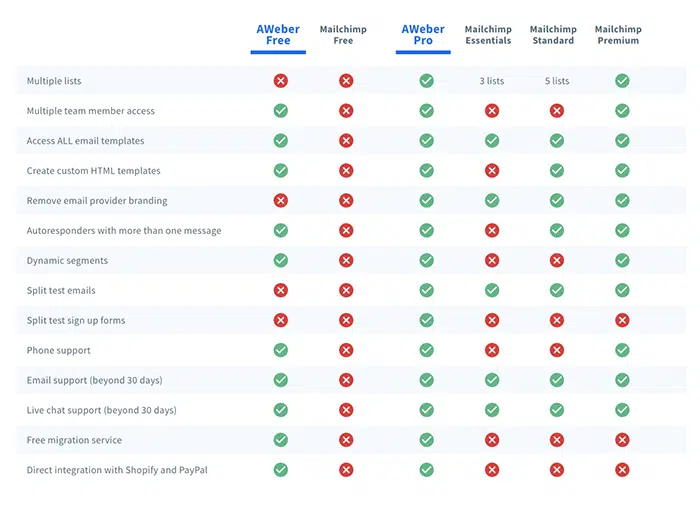 AWeber Free
Mailchimp Free
AWeber Pro
Mailchimp Essentials
Mailchimp Standard
Mailchimp Premium
Multiple lists 3 lists 5 lists
Multiple team member access
Access ALL email templates
Create custom HTML templates
Remove email provider branding
Autoresponders with more than one message
Dynamic segments
Split test emails
Split test sign up forms
Phone support
Email support (beyond 30 days)
Live chat support (beyond 30 days)
Free migration service
Direct integration with Shopify and PayPal